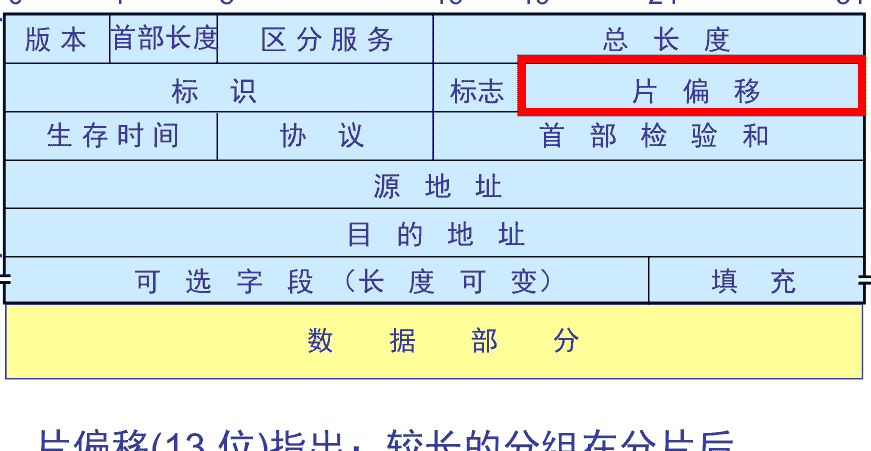 版本 首部长度 区分服务 总长度
标识 标志 片偏移
生存时间 协议 首部检验和
源地址
目的地址
可选字段（长度可变） 填充
数据部分
片偏移(13 位)指出：较长的分组在分片后